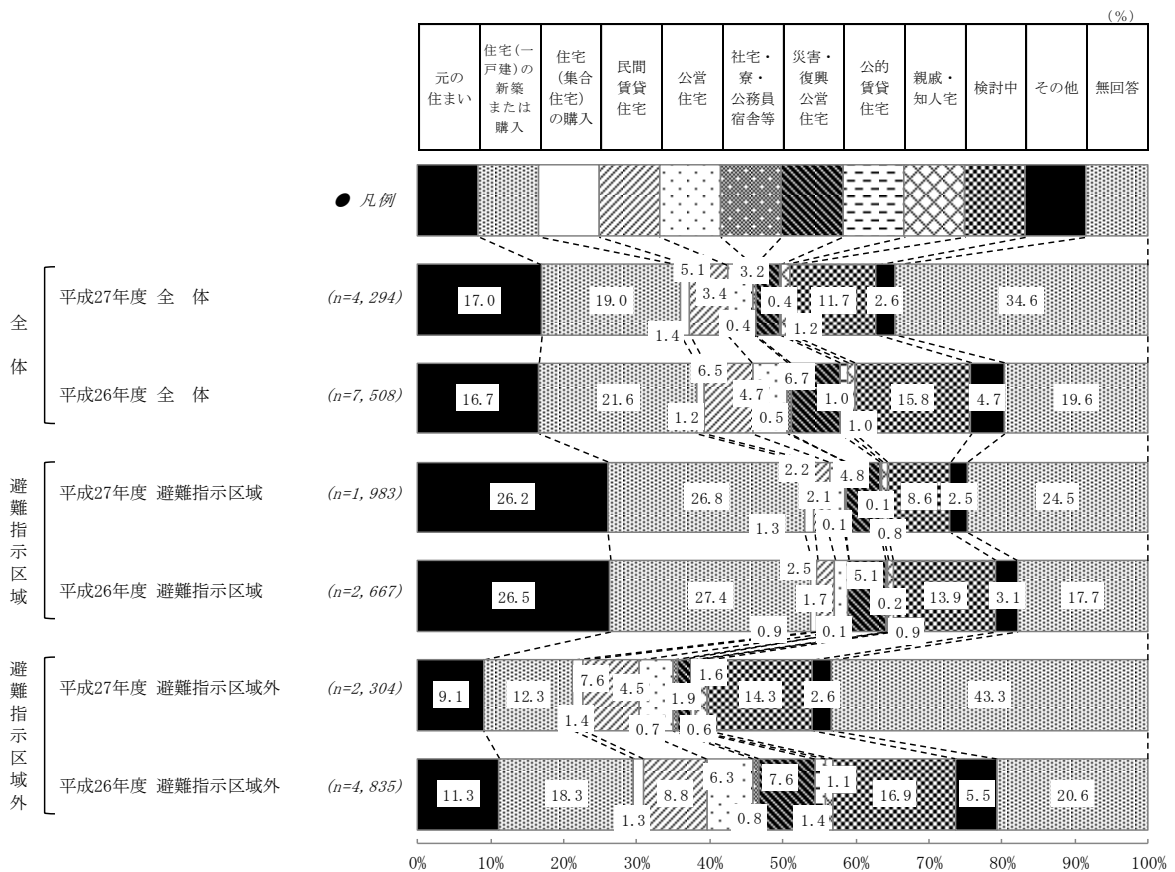 (%)
元の
住まい
住宅(一
戸建)の
新築
または
購入
住宅
(集合
住宅)
の購入
民間
賃貸
住宅
公営
住宅
社宅・
寮・
公務員
宿舎等
災害・
復興
公営
住宅
公的
賃貸
住宅
親戚・
知人宅
検討中
その他
無回答
● 凡例
全体
平成27年度 全 体 (n=4,294)
17.0 19.0 1.4 5.1 3.4 0.4 3.2 0.4 1.2 11.7 2.6 34.6
平成26年度 全 体 (n=7,508)
16.7 21.6 1.2 6.5 4.7 0.5 6.7 1.0 1.0 15.8 4.7 19.6
避難指示区域
平成27年度 避難指示区域 (n=1,983)
26.2 26.8 1.3 2.2 2.1 0.1 4.8 0.1 0.8 8.6 2.5 24.5
平成26年度 避難指示区域 (n=2,667)
26.5 27.4 0.9 2.5 1.7 0.1 5.1 0.2 0.9 13.9 3.1 17.7
避難指示区域外
平成27年度 避難指示区域外 (n=2,304)
9.1 12.3 1.4 7.6 4.5 0.7 1.9 0.6 1.6 14.3 2.6 43.3
平成26年度 避難指示区域外 (n=4,835)
11.3 18.3 1.3 8.8 6.3 0.8 7.6 1.4 1.1 16.9 5.5 20.6
0% 10% 20% 30% 40% 50% 60% 70% 80% 90% 100%